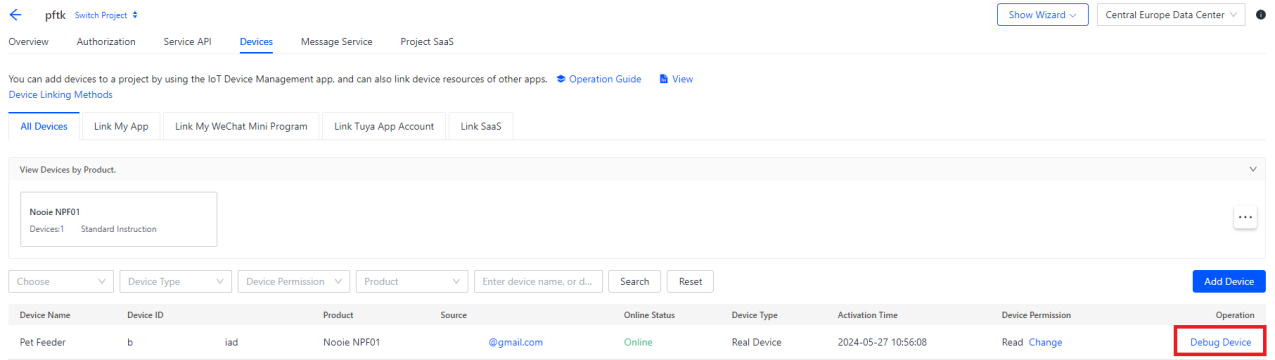 pftk Switch Project Show Wizard Central Europe Data Center
Overview Authorization Service API Devices Message Service Project SaaS
You can add devices to a project by using the IoT Device Management app, and can also link device resources of other apps. Operation Guide View
Device Linking Methods
All Devices Link My App Link My WeChat Mini Program Link Tuya App Account Link SaaS
View Devices by Product.
Nooie NPF01
Devices:1 Standard Instruction
Choose Device Type Device Permission Product Enter device name, or d... Search Reset Add Device
Device Name Device ID Product Source Online Status Device Type Activation Time Device Permission Operation
Pet Feeder b iad Nooie NPF01 @gmail.com Online Real Device 2024-05-27 10:56:08 Read Change Debug Device